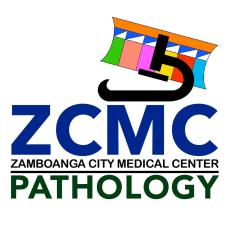 ZCMC
ZAMBOANGA CITY MEDICAL CENTER
PATHOLOGY